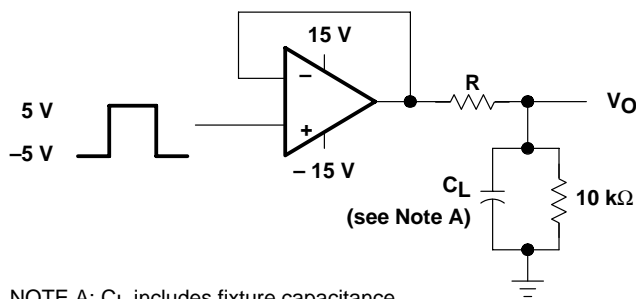 15 V
R
VO
5 V
–5 V
−
+
– 15 V
CL
(see Note A)
10 kΩ
NOTE A: CL includes fixture capacitance